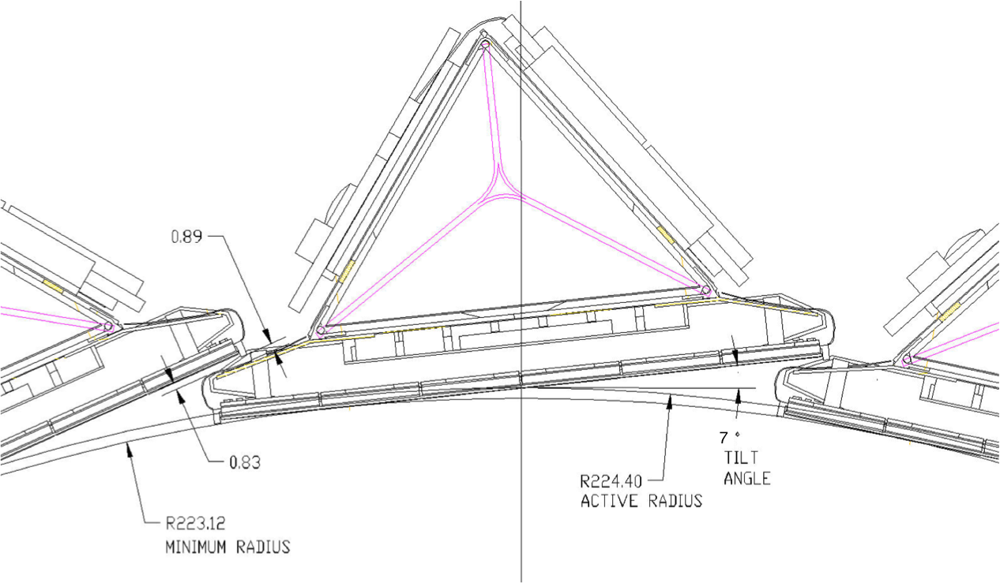 0.89
0.83
7 °
TILT
ANGLE
R224.40
ACTIVE RADIUS
R223.12
MINIMUM RADIUS